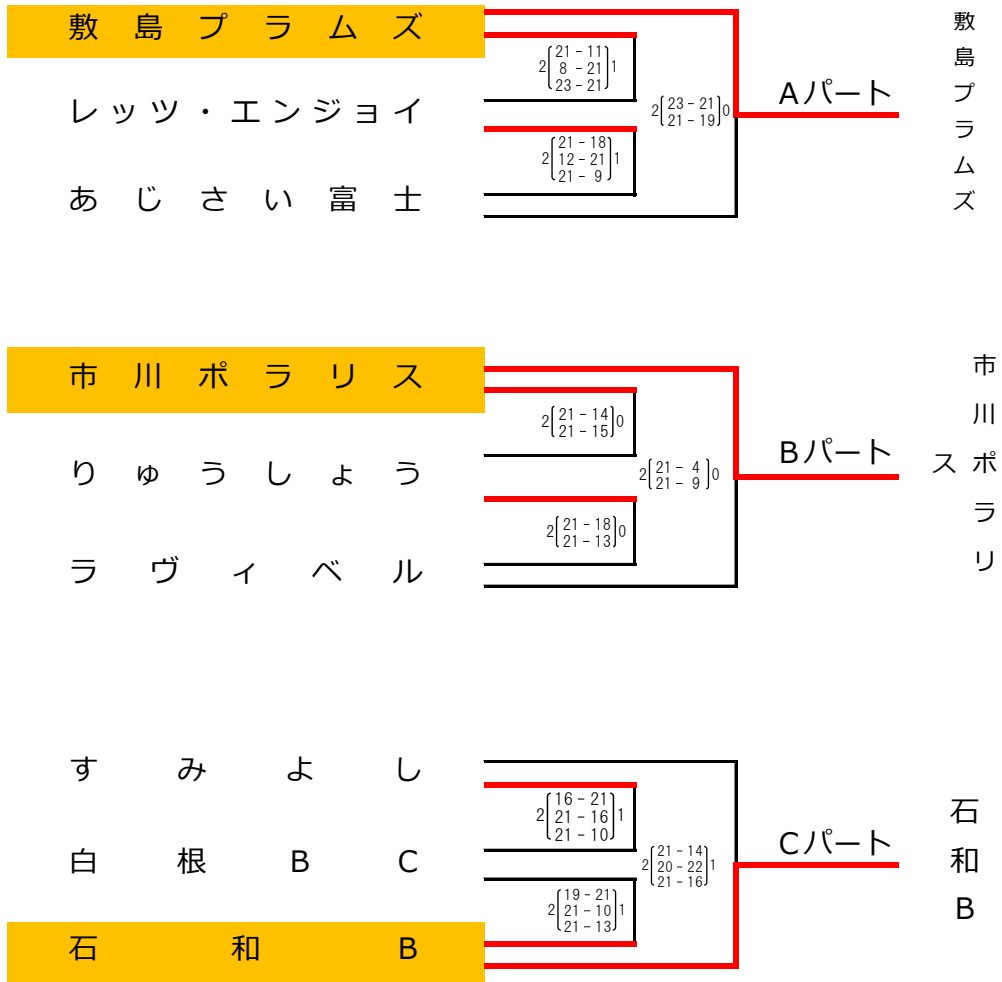 敷島プラムズ
レッツ・エンジョイ
あじさい富士
2 21-11 1
8-21
23-21
2 21-18 1
12-21
21-9
2 23-21 0
21-19
Aパート
敷島プラムズ
市川ポラリス
りゅうしょう
ラヴィベル
2 21-14 0
21-15
2 21-18 0
21-13
2 21-4 0
21-9
Bパート
市川ポラリス
すみよし
白根BC
石和B
2 16-21 1
21-16
21-10
2 19-21 1
21-10
21-13
2 21-14 1
20-22
21-16
Cパート
石和B